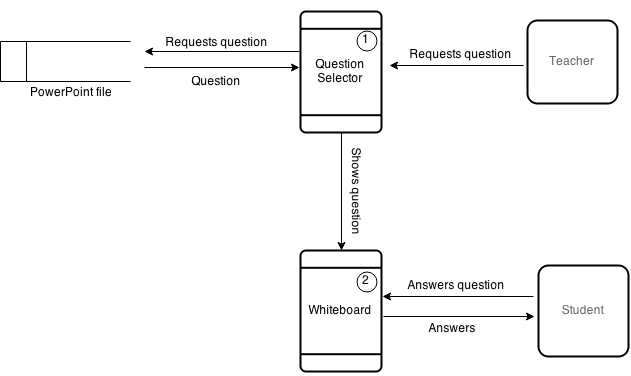 Requests question
1
Requests question
Question
Selector
Teacher
Question
PowerPoint file
Shows question
2
Answers question
Whiteboard
Student
Answers